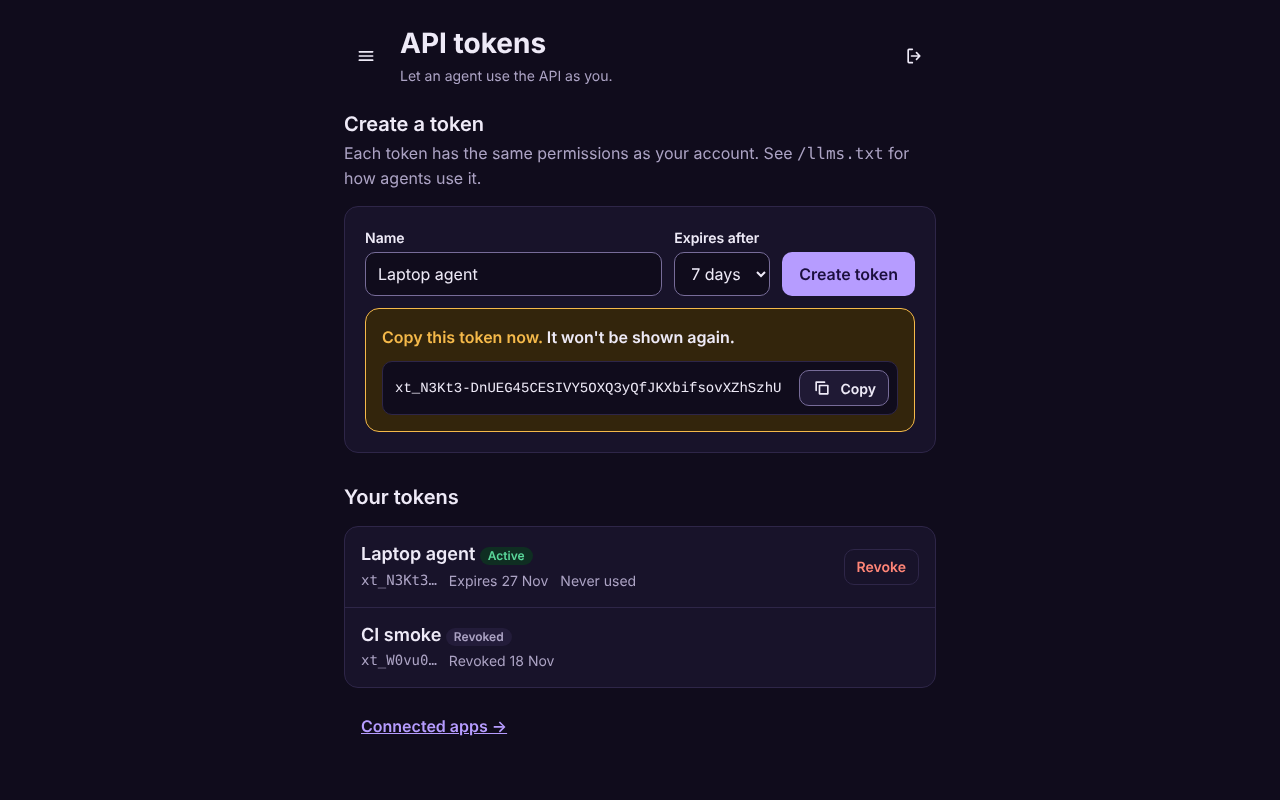 API tokens
Let an agent use the API as you.
Create a token
Each token has the same permissions as your account. See /llms.txt for
how agents use it.
Name
Expires after
Laptop agent
7 days
Create token
Copy this token now. It won't be shown again.
xt_N3Kt3-DnUEG45CESIVY5OXQ3yQfJKXbifsovXZhSzhU
Copy
Your tokens
Laptop agent Active
xt_N3Kt3… Expires 27 Nov Never used
Revoke
CI smoke Revoked
xt_W0vu0… Revoked 18 Nov
Connected apps →